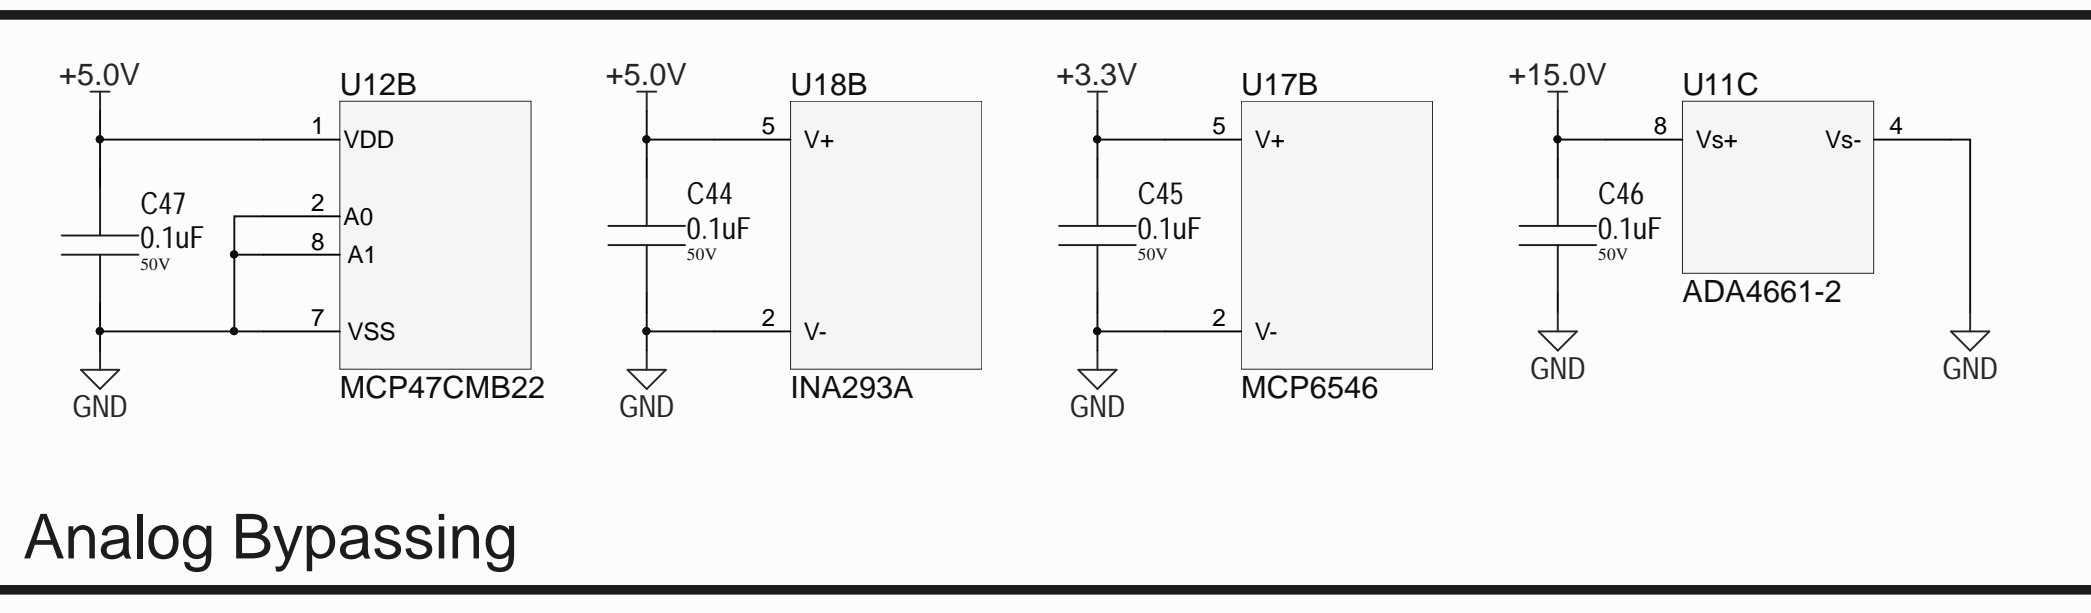 +5.0V
U12B
1
VDD
2
A0
8
A1
7
VSS
C47
0.1uF
50V
GND
MCP47CMB22
+5.0V
U18B
5
V+
C44
0.1uF
50V
2
V-
GND
INA293A
+3.3V
U17B
5
V+
C45
0.1uF
50V
2
V-
GND
MCP6546
+15.0V
U11C
8
Vs+
Vs-
4
C46
0.1uF
50V
ADA4661-2
GND
GND
Analog Bypassing